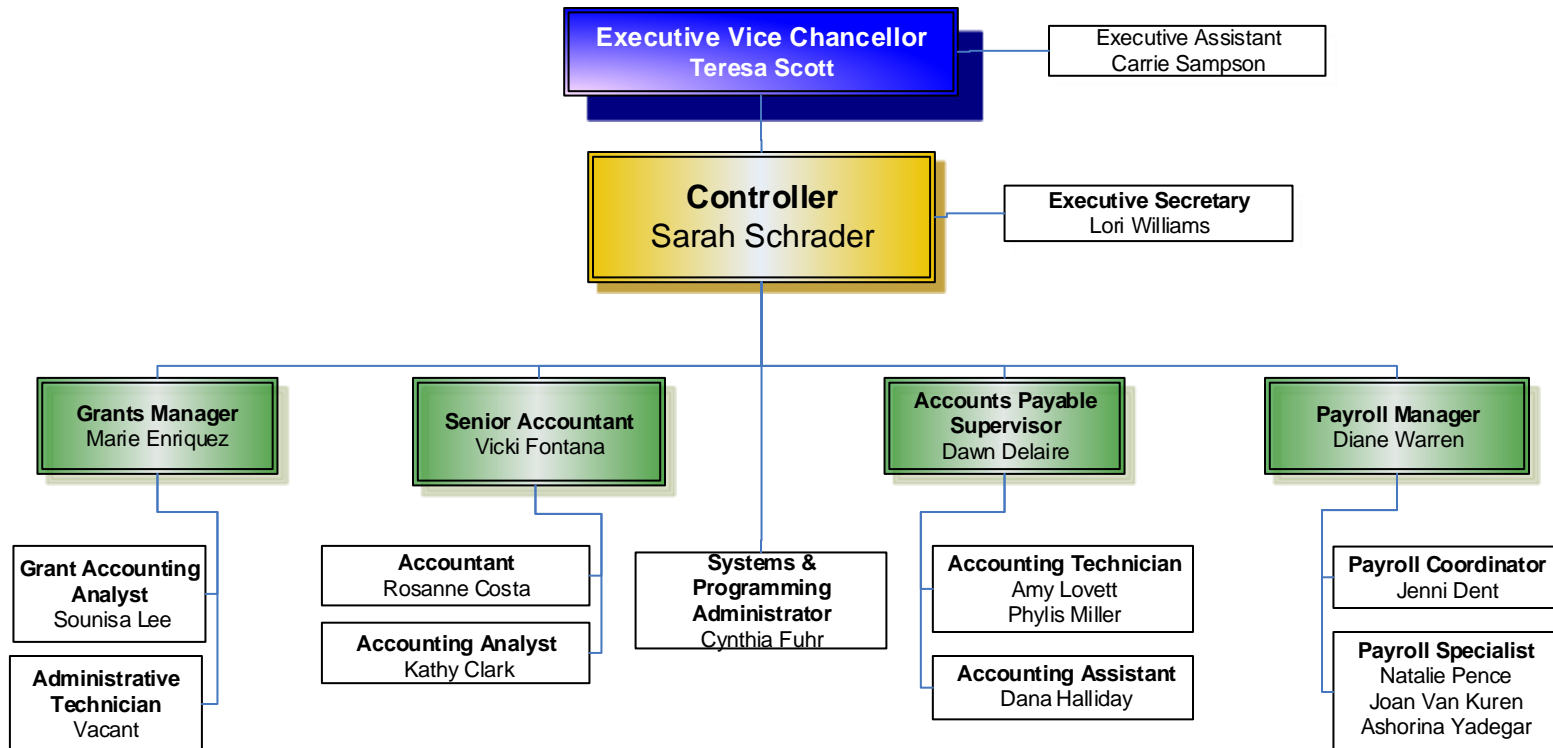 Executive Vice Chancellor
Teresa Scott
Executive Assistant
Carrie Sampson
Controller
Sarah Schrader
Executive Secretary
Lori Williams
Grants Manager
Marie Enriquez
Senior Accountant
Vicki Fontana
Accounts Payable
Supervisor
Dawn Delaire
Payroll Manager
Diane Warren
Grant Accounting
Analyst
Sounisa Lee
Administrative
Technician
Vacant
Accountant
Rosanne Costa
Accounting Analyst
Kathy Clark
Systems &
Programming
Administrator
Cynthia Fuhr
Accounting Technician
Amy Lovett
Phylis Miller
Accounting Assistant
Dana Halliday
Payroll Coordinator
Jenni Dent
Payroll Specialist
Natalie Pence
Joan Van Kuren
Ashorina Yadegar